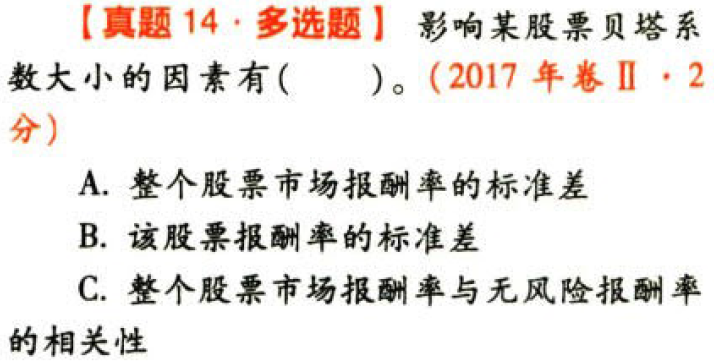 【真题 14·多选题】 影响某股票贝塔系
数大小的因素有(  )。(2017 年卷Ⅱ·2
分)
A. 整个股票市场报酬率的标准差
B. 该股票报酬率的标准差
C. 整个股票市场报酬率与无风险报酬率
的相关性